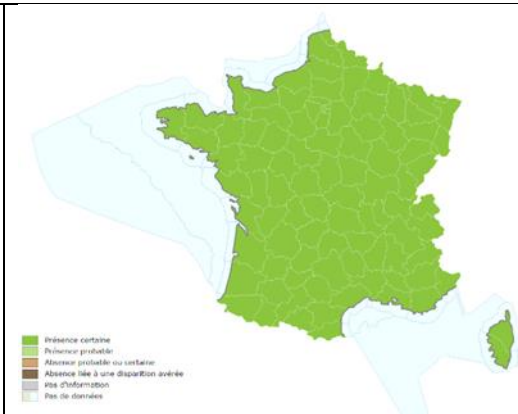 Présence certaine
Présence probable
Absence probable ou certaine
Absence liée à une disparition avérée
Pas d'information
Pas de données